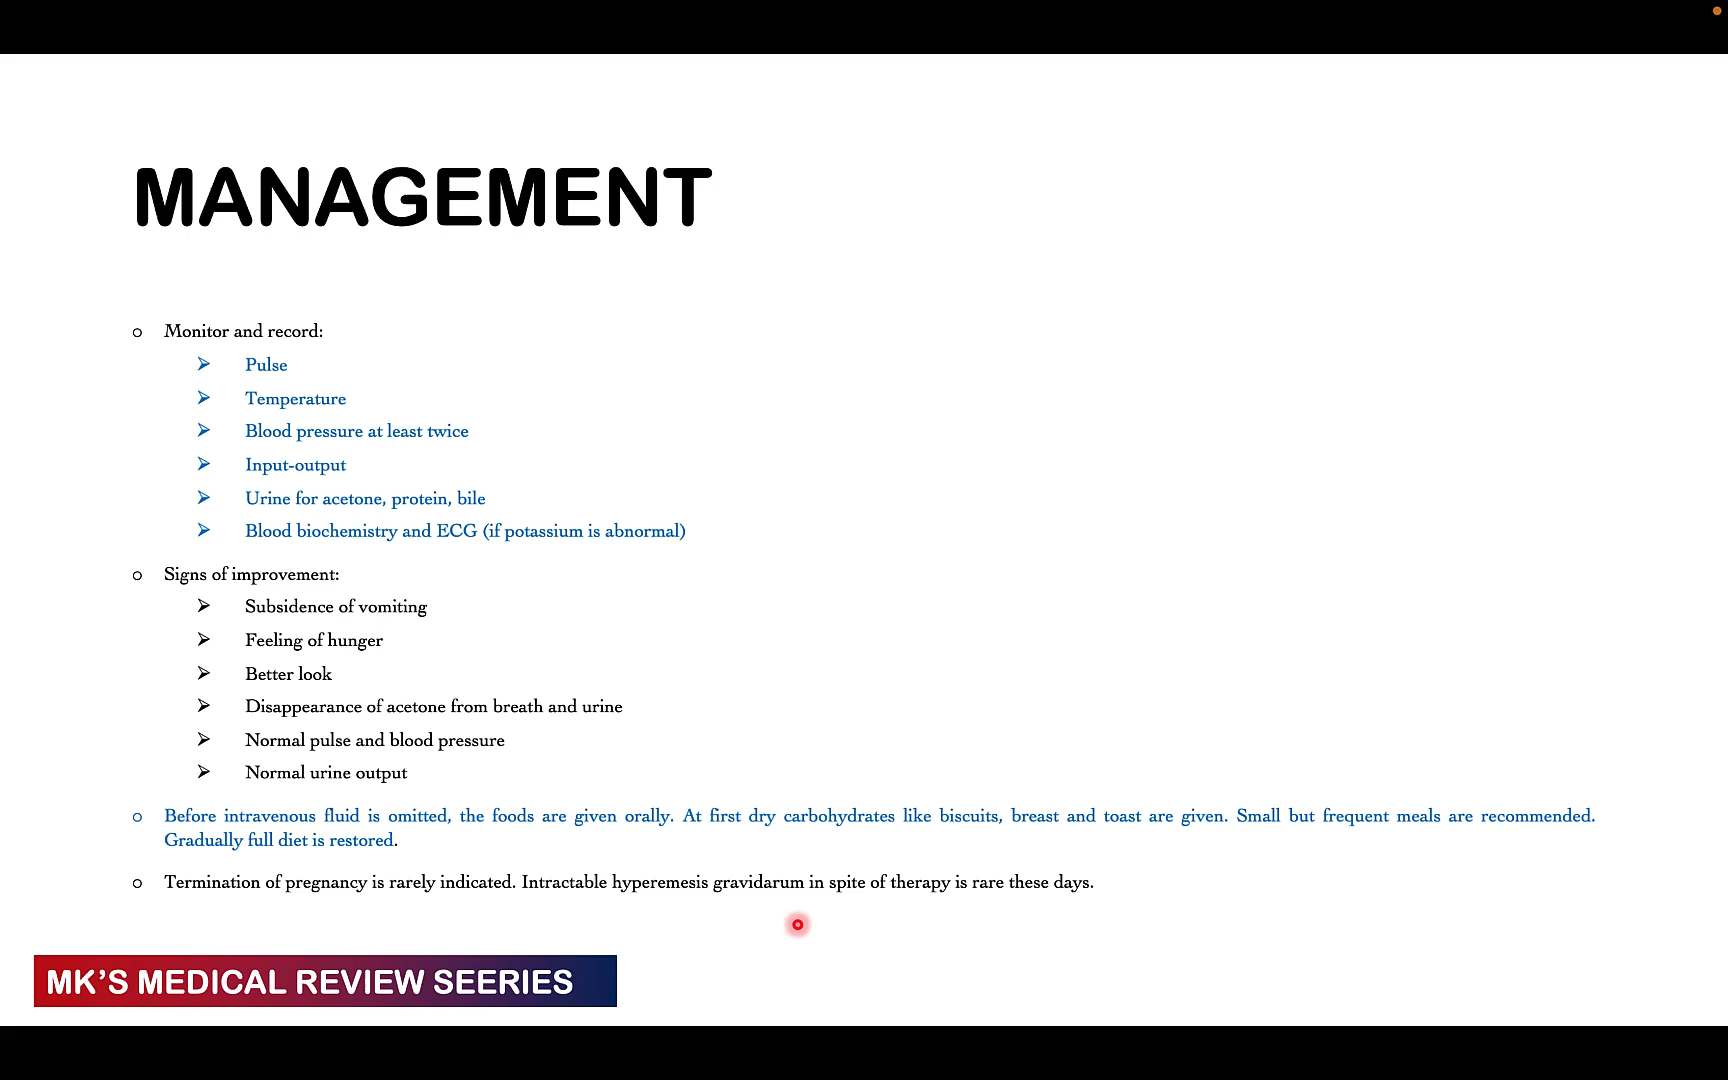 MANAGEMENT
o Monitor and record:
➢ Pulse
➢ Temperature
➢ Blood pressure at least twice
➢ Input-output
➢ Urine for acetone, protein, bile
➢ Blood biochemistry and ECG (if potassium is abnormal)
o Signs of improvement:
➢ Subsidence of vomiting
➢ Feeling of hunger
➢ Better look
➢ Disappearance of acetone from breath and urine
➢ Normal pulse and blood pressure
➢ Normal urine output
o Before intravenous fluid is omitted, the foods are given orally. At first dry carbohydrates like biscuits, breast and toast are given. Small but frequent meals are recommended.
Gradually full diet is restored.
o Termination of pregnancy is rarely indicated. Intractable hyperemesis gravidarum in spite of therapy is rare these days.
MK'S MEDICAL REVIEW SEERIES